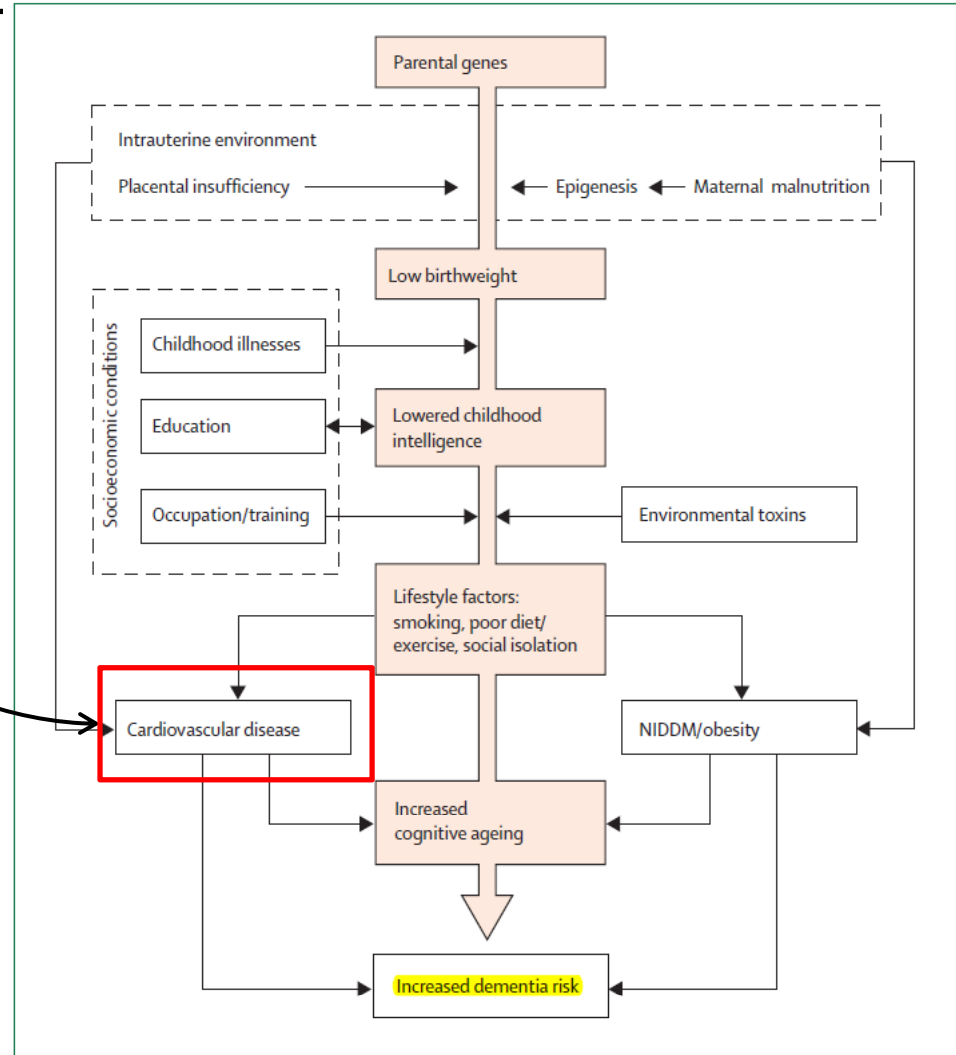 Parental genes
Intrauterine environment
Placental insufficiency
Epigenesis
Maternal malnutrition
Low birthweight
Socioeconomic conditions
Childhood illnesses
Education
Lowered childhood
intelligence
Occupation/training
Environmental toxins
Lifestyle factors:
smoking, poor diet/
exercise, social isolation
Cardiovascular disease
NIDDM/obesity
Increased
cognitive ageing
Increased dementia risk